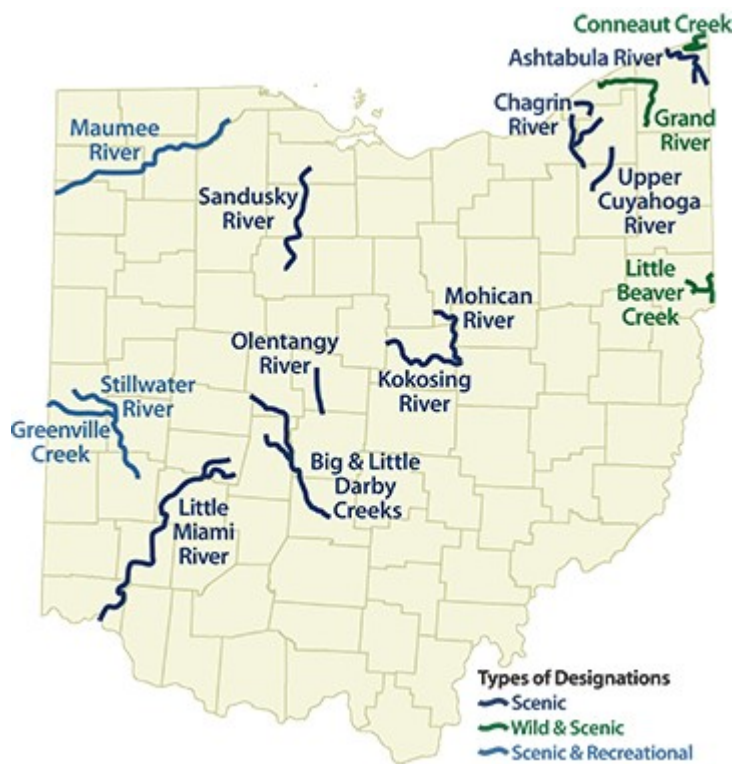 Conneaut Creek
Ashtabula River
Chagrin
River
Grand
River
Maumee
River
Upper
Cuyahoga
River
Sandusky
River
Little
Beaver
Creek
Mohican
River
Olentangy
River
Kokosing
River
Stillwater
River
Greenville
Creek
Big & Little
Darby
Creeks
Little
Miami
River
Types of Designations
Scenic
Wild & Scenic
Scenic & Recreational